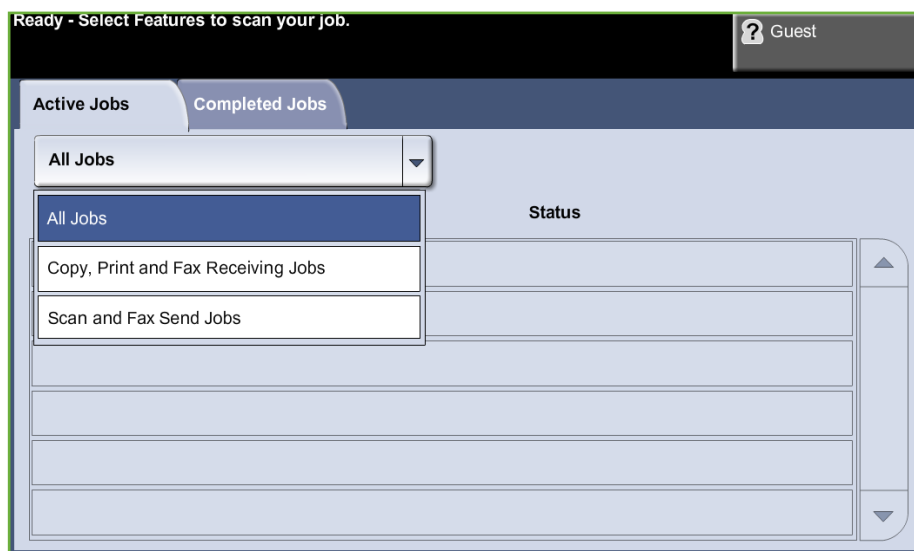 Ready - Select Features to scan your job.
? Guest
Active Jobs
Completed Jobs
All Jobs
All Jobs
Status
Copy, Print and Fax Receiving Jobs
Scan and Fax Send Jobs